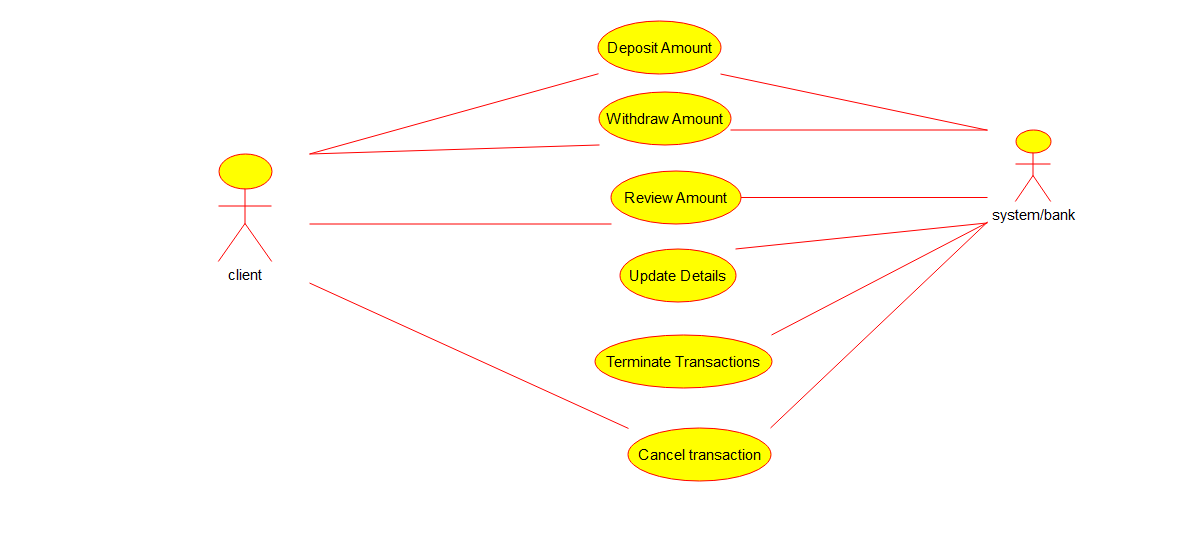 Deposit Amount
Withdraw Amount
Review Amount
system/bank
client
Update Details
Terminate Transactions
Cancel transaction